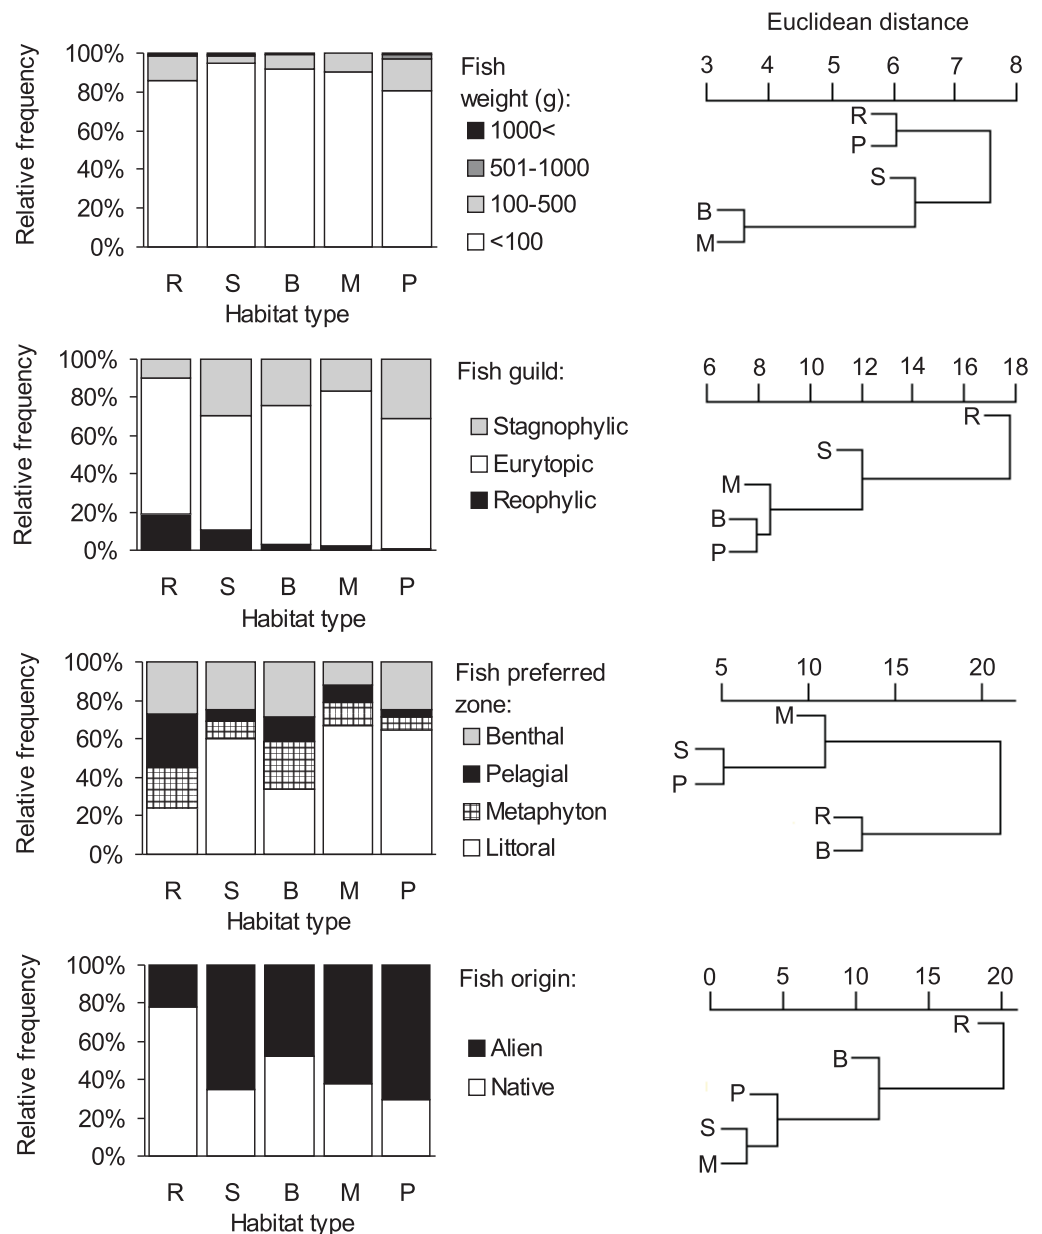 Euclidean distance
100%
80%
60%
40%
20%
0%
Relative frequency
R S B M P
Habitat type
Fish
weight (g):
1000<
501-1000
100-500
<100
3 4 5 6 7 8
R
P
S
B
M
100%
80%
60%
40%
20%
0%
Relative frequency
R S B M P
Habitat type
Fish guild:
Stagnophylic
Eurytopic
Reophylic
6 8 10 12 14 16 18
R
S
M
B
P
100%
80%
60%
40%
20%
0%
Relative frequency
R S B M P
Habitat type
Fish preferred
zone:
Benthal
Pelagial
Metaphyton
Littoral
5 10 15 20
M
S
P
R
B
100%
80%
60%
40%
20%
0%
Relative frequency
R S B M P
Habitat type
Fish origin:
Alien
Native
0 5 10 15 20
R
B
P
S
M